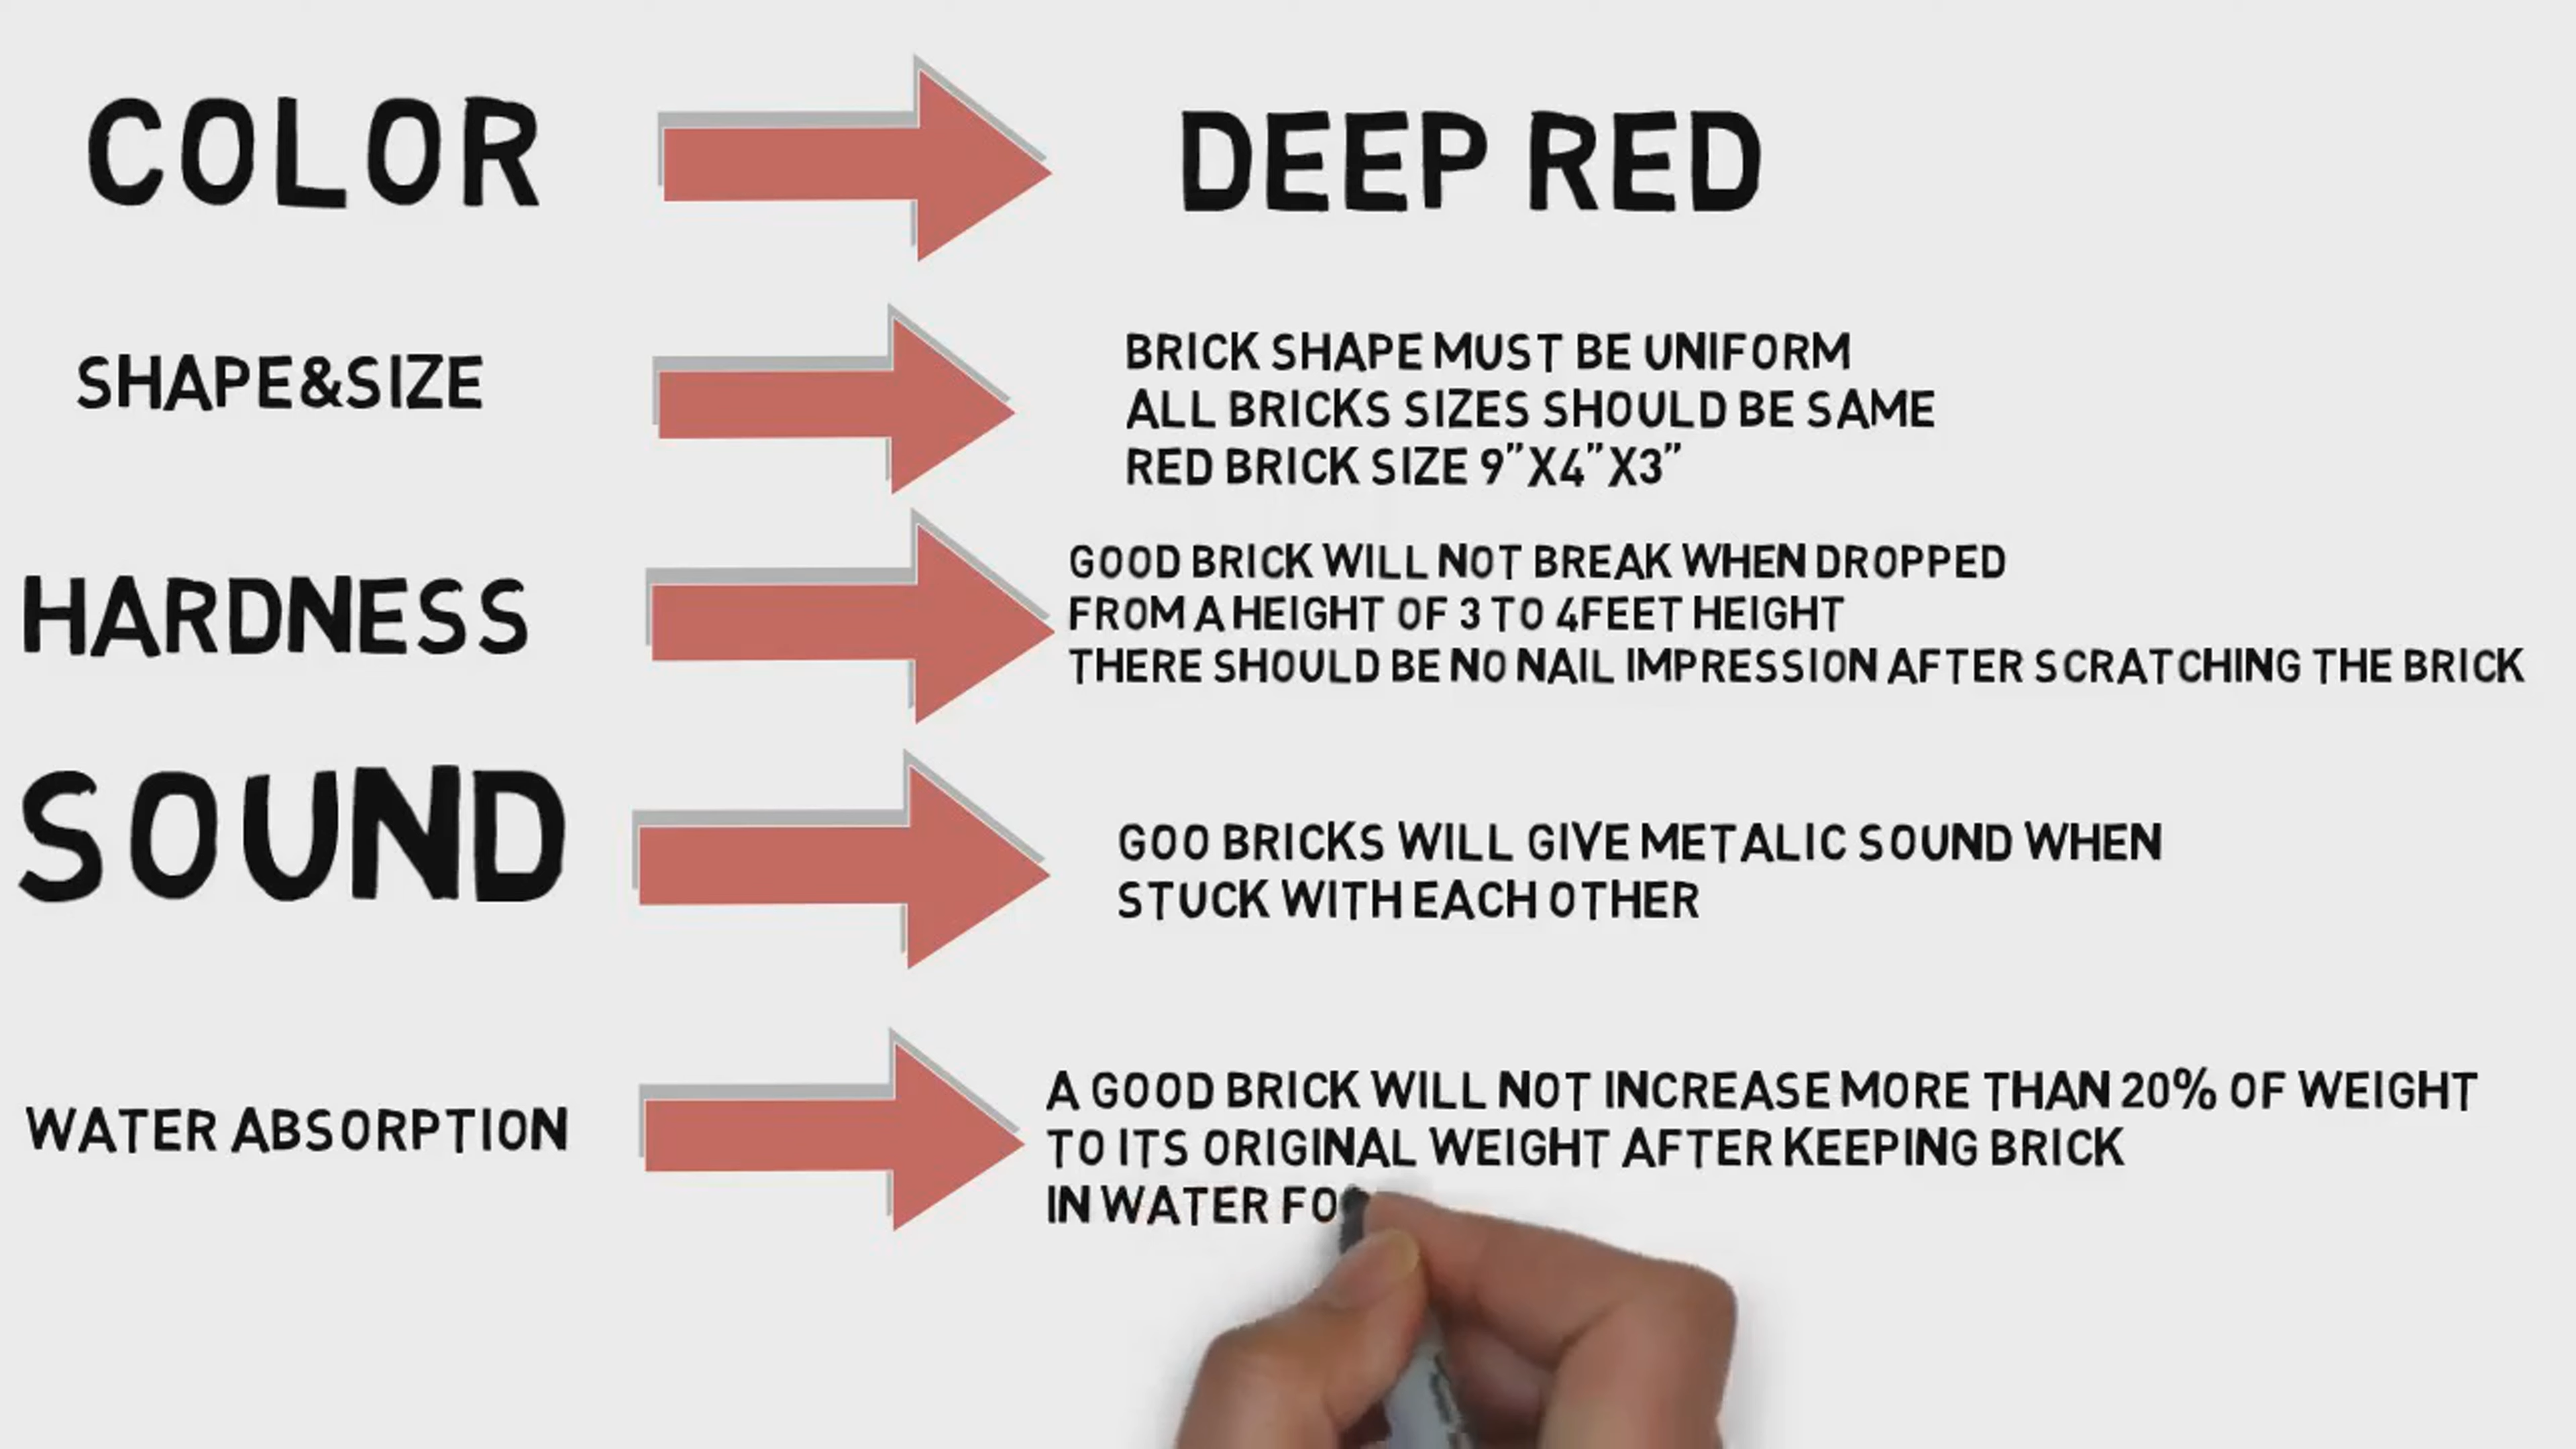 COLOR
DEEP RED
SHAPE&SIZE
BRICK SHAPE MUST BE UNIFORM
ALL BRICKS SIZES SHOULD BE SAME
RED BRICK SIZE 9"X4"X3"
HARDNESS
GOOD BRICK WILL NOT BREAK WHEN DROPPED
FROM A HEIGHT OF 3 TO 4FEET HEIGHT
THERE SHOULD BE NO NAIL IMPRESSION AFTER SCRATCHING THE BRICK
SOUND
GOO BRICKS WILL GIVE METALIC SOUND WHEN
STUCK WITH EACH OTHER
WATER ABSORPTION
A GOOD BRICK WILL NOT INCREASE MORE THAN 20% OF WEIGHT
TO ITS ORIGINAL WEIGHT AFTER KEEPING BRICK
IN WATER FO